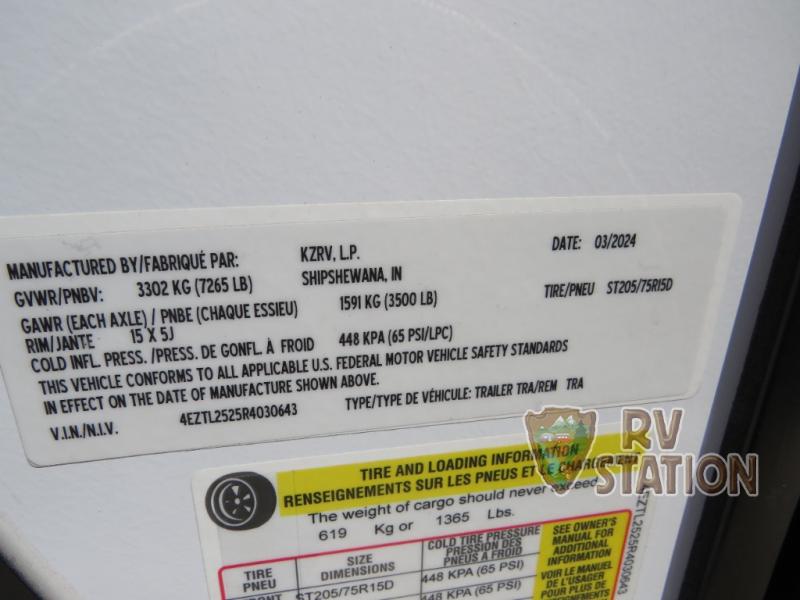 MANUFACTURED BY/FABRIQUÉ PAR: KZRV, L.P. DATE: 03/2024
GVWR/PNBV: 3302 KG (7265 LB) SHIPSHEWANA, IN
GAWR (EACH AXLE) / PNBE (CHAQUE ESSIEU) 1591 KG (3500 LB) TIRE/PNEU ST205/75R15D
RIM/JANTE 15 X 5J
COLD INFL. PRESS. /PRESS. DE GONFL. À FROID 448 KPA (65 PSI/LPC)
THIS VEHICLE CONFORMS TO ALL APPLICABLE U.S. FEDERAL MOTOR VEHICLE SAFETY STANDARDS
IN EFFECT ON THE DATE OF MANUFACTURE SHOWN ABOVE.
V.I.N./N.I.V. 4EZTL2525R4030643 TYPE/TYPE DE VÉHICULE: TRAILER TRA/REM TRA
RV
STATION
TIRE AND LOADING INFORMATION
RENSEIGNEMENTS SUR LES PNEUS ET LE CHARGEMENT
The weight of cargo should never exceed
619 Kg or 1365 Lbs.
TIRE
PNEU
SIZE
DIMENSIONS
COLD TIRE PRESSURE
PRESSION DES
PNEUS A FROID
SEE OWNER'S
MANUAL FOR
ADDITIONAL
INFORMATION
VOIR LE MANUEL
DE L'USAGER
POUR PLUS DE
RENSEIGNEMENTS
FRONT ST205/75R15D 448 KPA (65 PSI)
448 KPA (65 PSI)
4EZTL2525R4030643